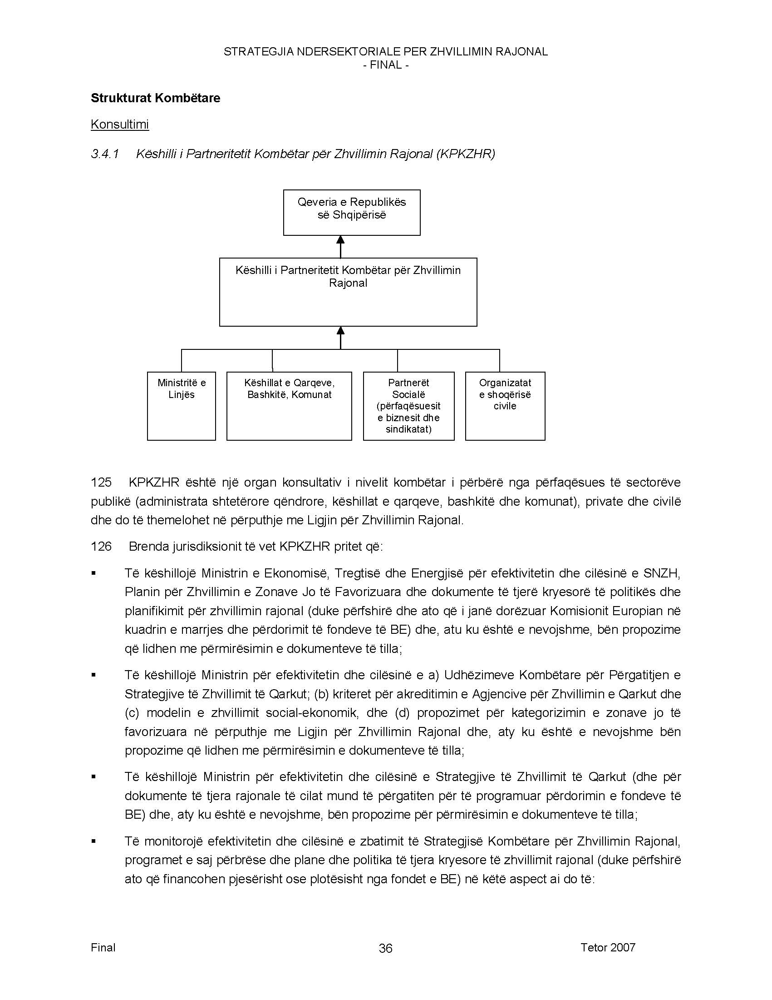 STRATEGJIA NDERSEKTORIALE PER ZHVILLIMIN RAJONAL
- FINAL -
Strukturat Kombëtare
Konsultimi
3.4.1 Këshilli i Partneritetit Kombëtar për Zhvillimin Rajonal (KPKZHR)
Qeveria e Republikës
së Shqipërisë
Këshilli i Partneritetit Kombëtar për Zhvillimin
Rajonal
Ministritë e
Linjës
Këshillat e Qarqeve,
Bashkitë, Komunat
Partnerët
Socialë
(përfaqësuesit
e biznesit dhe
sindikatat)
Organizatat
e shoqërisë
civile
125 KPKZHR është një organ konsultativ i nivelit kombëtar i përbërë nga përfaqësues të sectorëve
publikë (administrata shtetërore qëndrore, këshillat e qarqeve, bashkitë dhe komunat), private dhe civilë
dhe do të themelohet në përputhje me Ligjin për Zhvillimin Rajonal.
126 Brenda jurisdiksionit të vet KPKZHR pritet që:
▪ Të këshillojë Ministrin e Ekonomisë, Tregtisë dhe Energjisë për efektivitetin dhe cilësinë e SNZH,
Planin për Zhvillimin e Zonave Jo të Favorizuara dhe dokumente të tjerë kryesorë të politikës dhe
planifikimit për zhvillimin rajonal (duke përfshirë dhe ato që i janë dorëzuar Komisionit Europian në
kuadrin e marrjes dhe përdorimit të fondeve të BE) dhe, atu ku është e nevojshme, bën propozime
që lidhen me përmirësimin e dokumenteve të tilla;
▪ Të këshillojë Ministrin për efektivitetin dhe cilësinë e a) Udhëzimeve Kombëtare për Përgatitjen e
Strategjive të Zhvillimit të Qarkut; (b) kriteret për akreditimin e Agjencive për Zhvillimin e Qarkut dhe
(c) modelin e zhvillimit social-ekonomik, dhe (d) propozimet për kategorizimin e zonave jo të
favorizuara në përputhje me Ligjin për Zhvillimin Rajonal dhe, aty ku është e nevojshme bën
propozime që lidhen me përmirësimin e dokumenteve të tilla;
▪ Të këshillojë Ministrin për efektivitetin dhe cilësinë e Strategjive të Zhvillimit të Qarkut (dhe për
dokumente të tjera rajonale të cilat mund të përgatiten për të programuar përdorimin e fondeve të
BE) dhe, aty ku është e nevojshme, bën propozime për përmirësimin e dokumenteve të tilla;
▪ Të monitorojë efektivitetin dhe cilësinë e zbatimit të Strategjisë Kombëtare për Zhvillimin Rajonal,
programet e saj përbrëse dhe plane dhe politika të tjera kryesore të zhvillimit rajonal (duke përfshirë
ato që financohen pjesërisht ose plotësisht nga fondet e BE) në këtë aspect ai do të:
Final 36 Tetor 2007